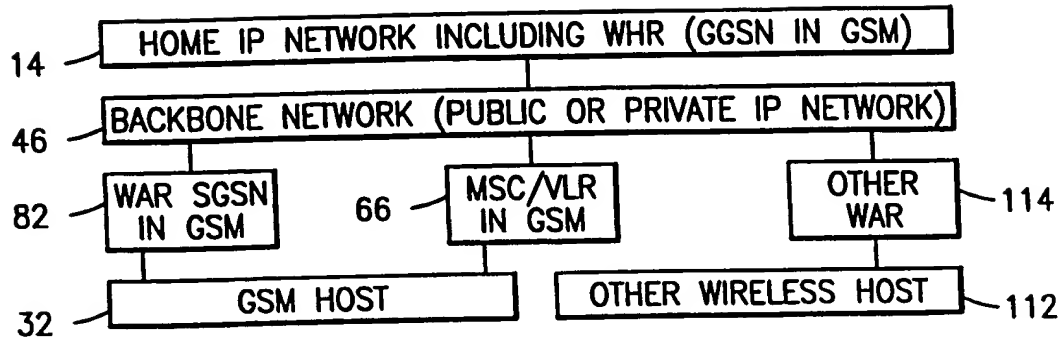 HOME IP NETWORK INCLUDING WHR (GGSN IN GSM)
14
BACKBONE NETWORK (PUBLIC OR PRIVATE IP NETWORK)
46
WAR SGSN
IN GSM
82
MSC/VLR
IN GSM
66
OTHER
WAR
114
GSM HOST
32
OTHER WIRELESS HOST
112